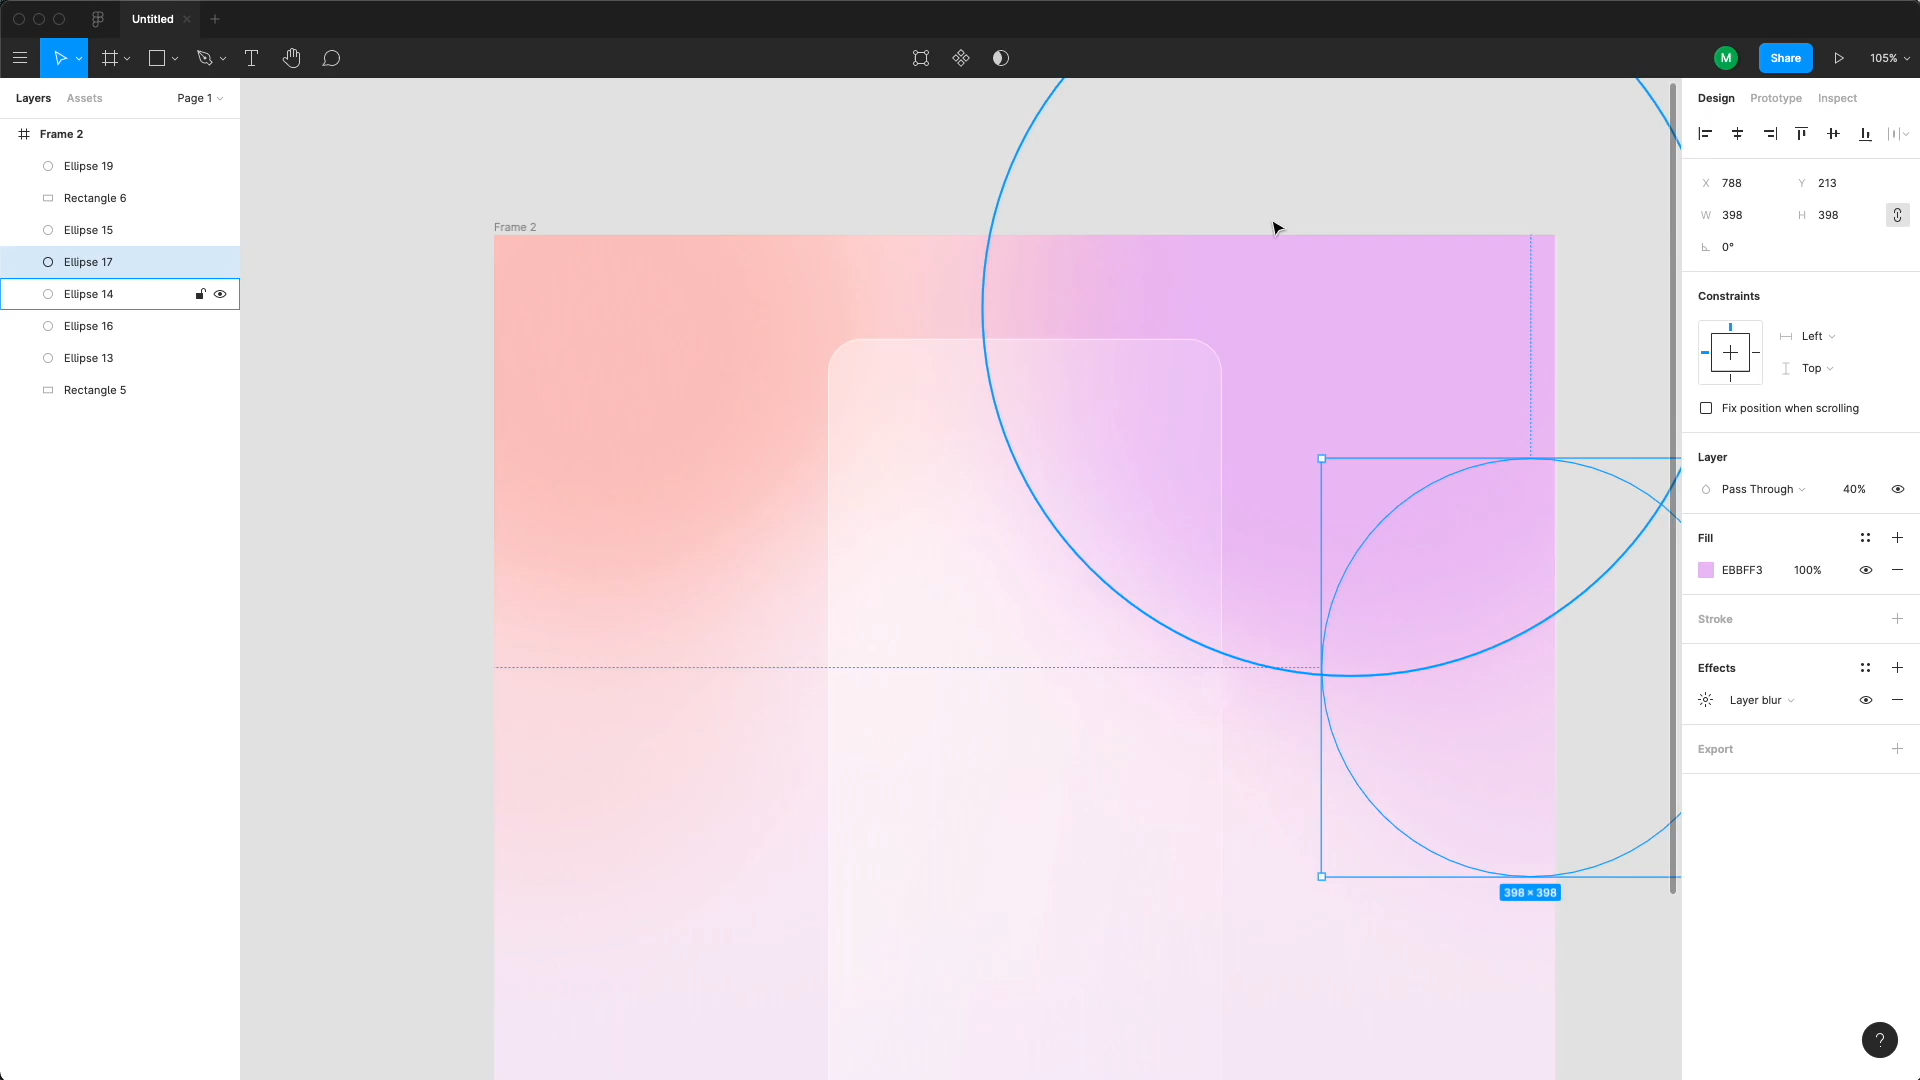 Untitled
M
Share
105%
Layers
Assets
Page 1
Frame 2
Ellipse 19
Rectangle 6
Ellipse 15
Ellipse 17
Ellipse 14
Ellipse 16
Ellipse 13
Rectangle 5
Frame 2
398 × 398
Design
Prototype
Inspect
X 788
Y 213
W 398
H 398
0°
Constraints
Left
Top
Fix position when scrolling
Layer
Pass Through
40%
Fill
EBBFF3
100%
Stroke
Effects
Layer blur
Export
?